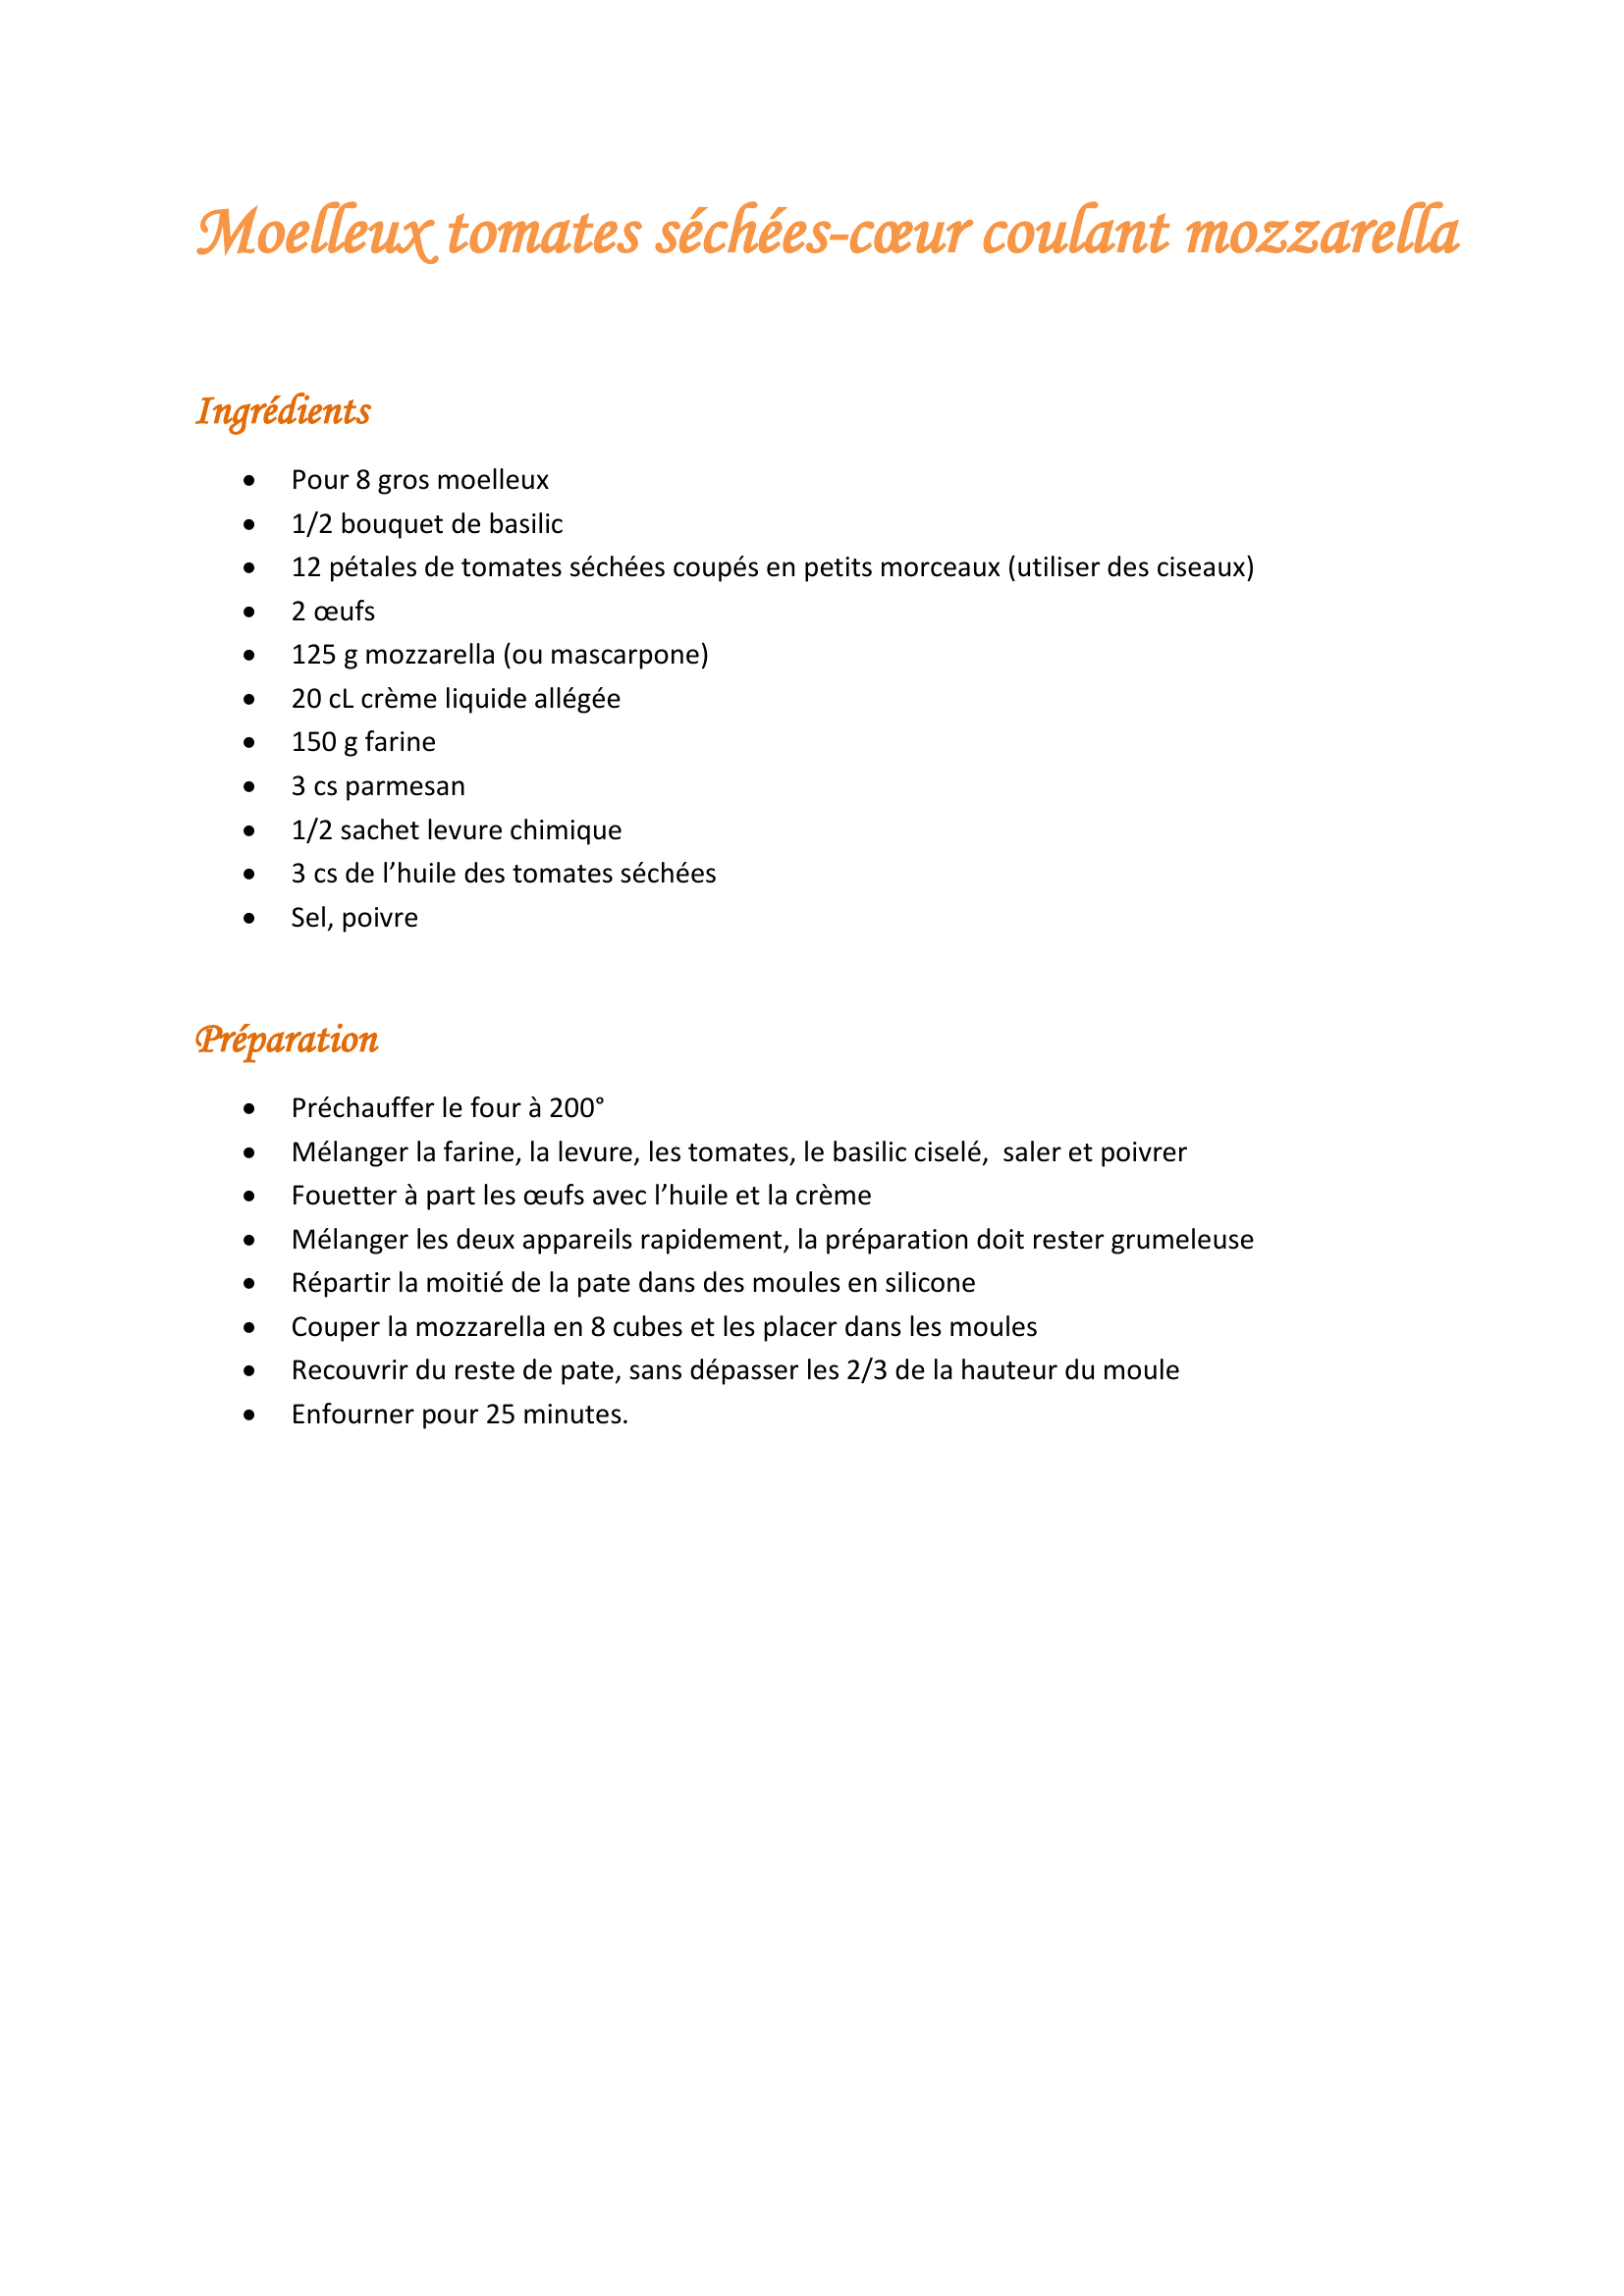 Moelleux tomates séchées-cœur coulant mozzarella
Ingrédients
• Pour 8 gros moelleux
• 1/2 bouquet de basilic
• 12 pétales de tomates séchées coupés en petits morceaux (utiliser des ciseaux)
• 2 œufs
• 125 g mozzarella (ou mascarpone)
• 20 cL crème liquide allégée
• 150 g farine
• 3 cs parmesan
• 1/2 sachet levure chimique
• 3 cs de l’huile des tomates séchées
• Sel, poivre
Préparation
• Préchauffer le four à 200°
• Mélanger la farine, la levure, les tomates, le basilic ciselé,  saler et poivrer
• Fouetter à part les œufs avec l’huile et la crème
• Mélanger les deux appareils rapidement, la préparation doit rester grumeleuse
• Répartir la moitié de la pate dans des moules en silicone
• Couper la mozzarella en 8 cubes et les placer dans les moules
• Recouvrir du reste de pate, sans dépasser les 2/3 de la hauteur du moule
• Enfourner pour 25 minutes.